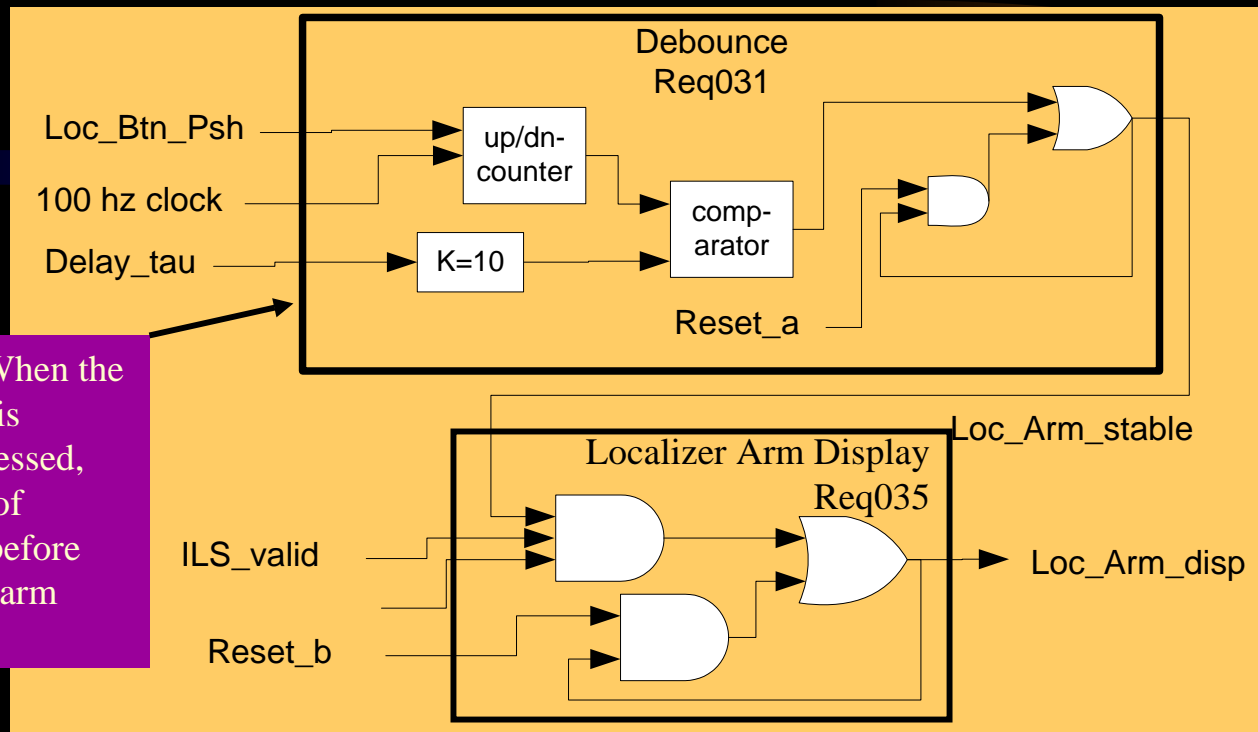 Debounce
Req031
Loc_Btn_Psh
up/dn-
counter
100 hz clock
comp-
arator
Delay_tau
K=10
Reset_a
When the
is
essed,
of
efore
arm
Loc_Arm_stable
Localizer Arm Display
Req035
ILS_valid
Loc_Arm_disp
Reset_b